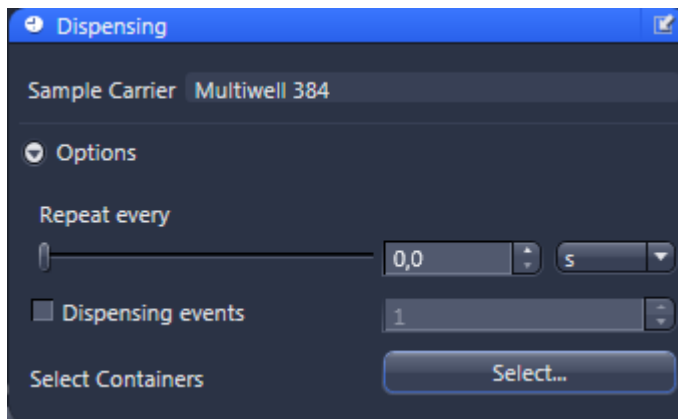 Dispensing
Sample Carrier Multiwell 384
Options
Repeat every
0,0 s
Dispensing events 1
Select Containers Select...